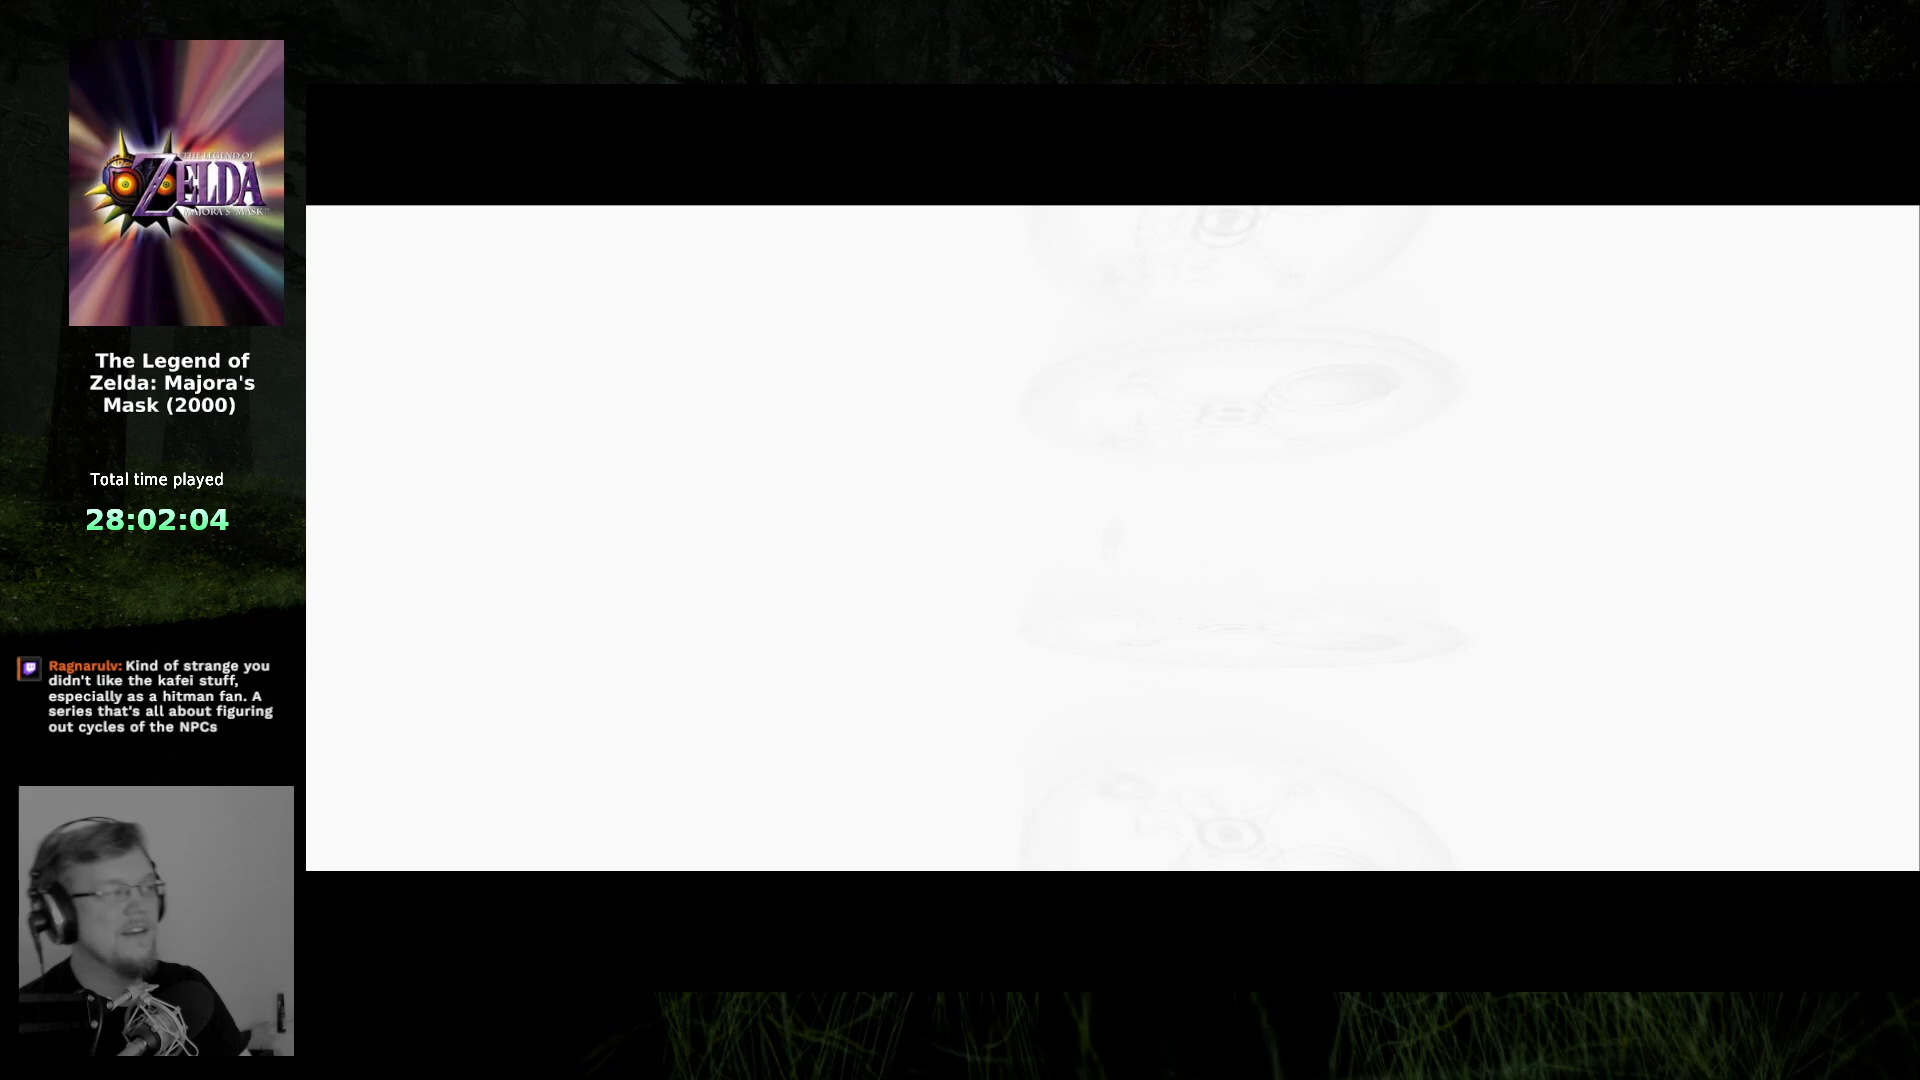 THE LEGEND OF
ZELDA
MAJORA'S MASK
The Legend of
Zelda: Majora's
Mask (2000)
Total time played
28:02:04
Ragnarulv: Kind of strange you
didn't like the kafei stuff,
especially as a hitman fan. A
series that's all about figuring
out cycles of the NPCs